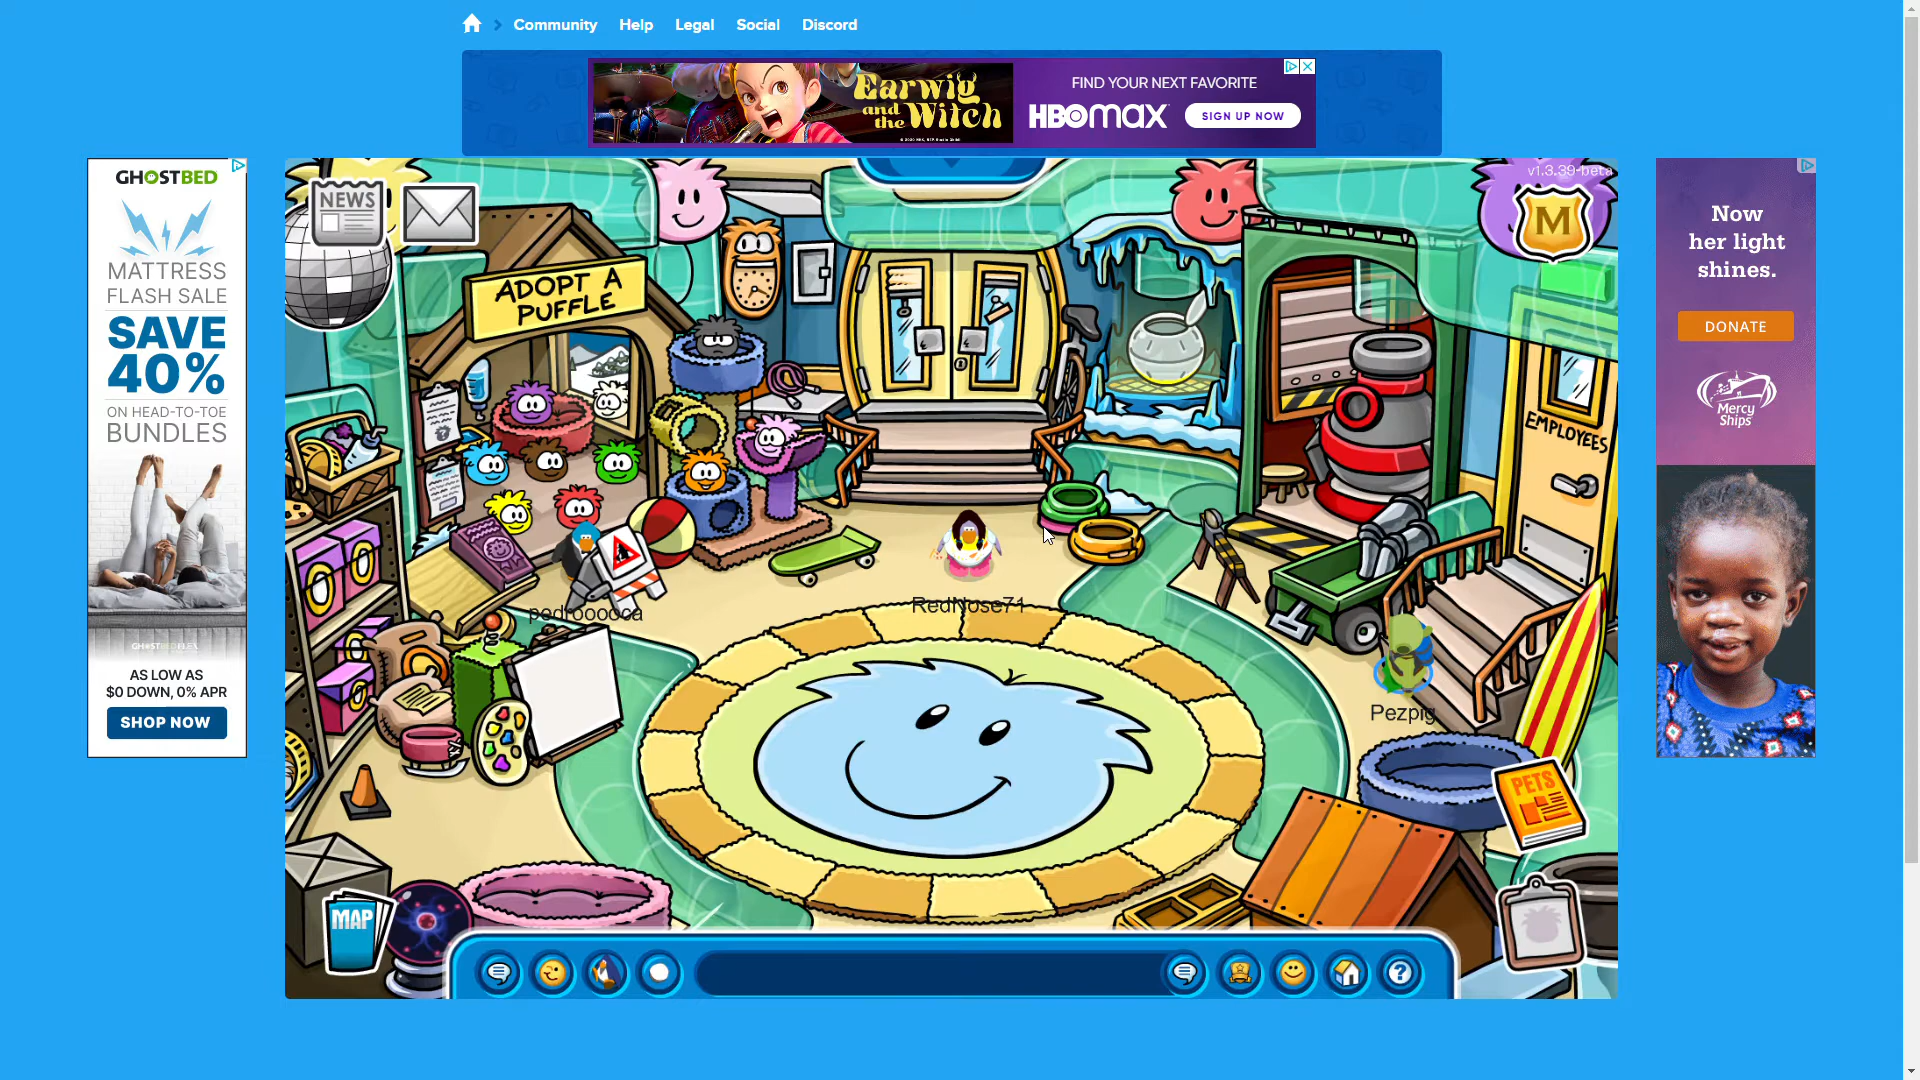 Community Help Legal Social Discord
Earwig
and the
Witch
FIND YOUR NEXT FAVORITE
HBOMAX
SIGN UP NOW
GHOSTBED
MATTRESS
FLASH SALE
SAVE
40%
ON HEAD-TO-TOE
BUNDLES
AS LOW AS
$0 DOWN, 0% APR
SHOP NOW
NEWS
v1.3.39-beta
M
ADOPT A
PUFFLE
EMPLOYEES
pedrooooca
RedNose71
Pezpig
PETS
MAP
?
Now
her light
shines.
DONATE
Mercy
Ships